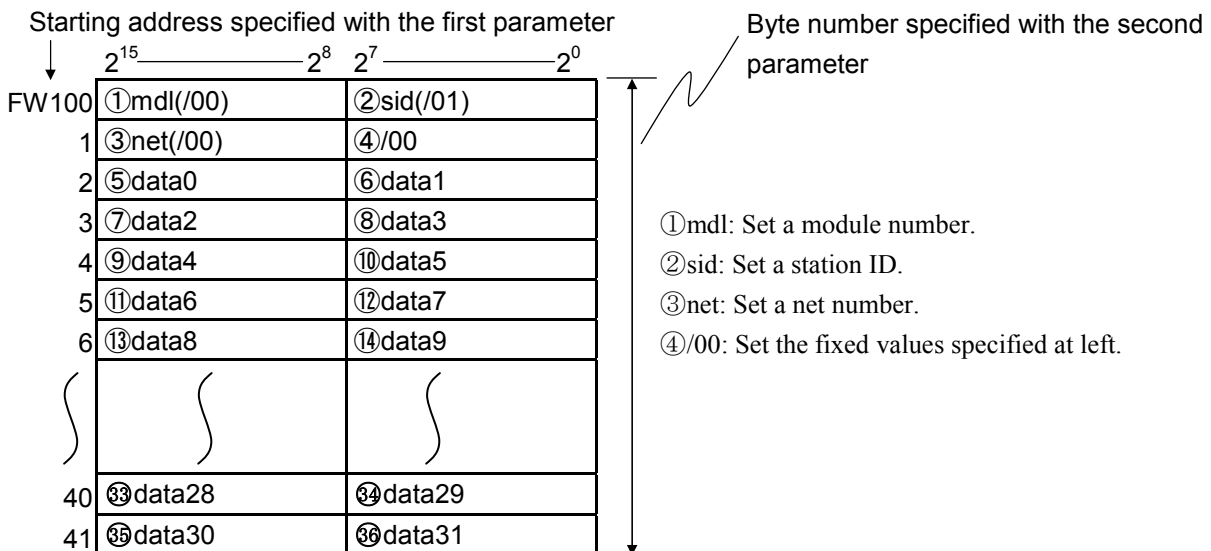 Starting address specified with the first parameter
Byte number specified with the second
parameter
2¹⁵ 2⁸ 2⁷ 2⁰
FW100 ①mdl(/00) ②sid(/01)
1 ③net(/00) ④/00
2 ⑤data0 ⑥data1
3 ⑦data2 ⑧data3
4 ⑨data4 ⑩data5
5 ⑪data6 ⑫data7
6 ⑬data8 ⑭data9
40 ㉝data28 ㉞data29
41 ㉟data30 ㊱data31
①mdl: Set a module number.
②sid: Set a station ID.
③net: Set a net number.
④/00: Set the fixed values specified at left.